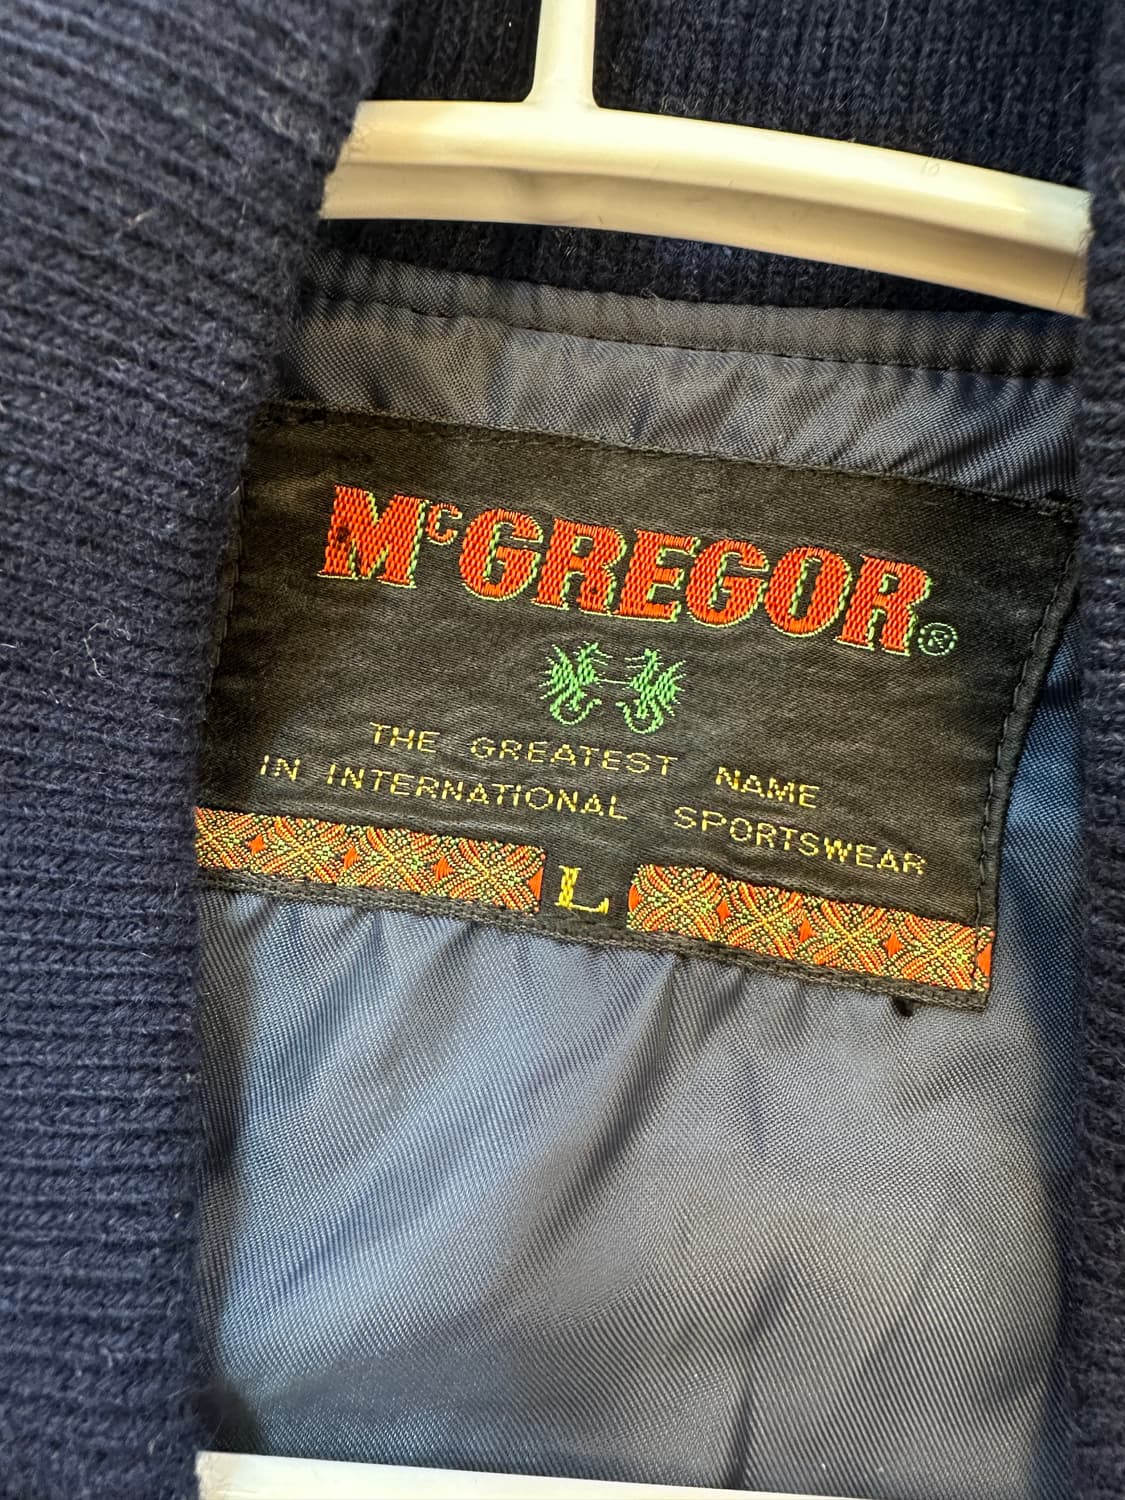 McGREGOR®
THE GREATEST NAME
IN INTERNATIONAL SPORTSWEAR
L